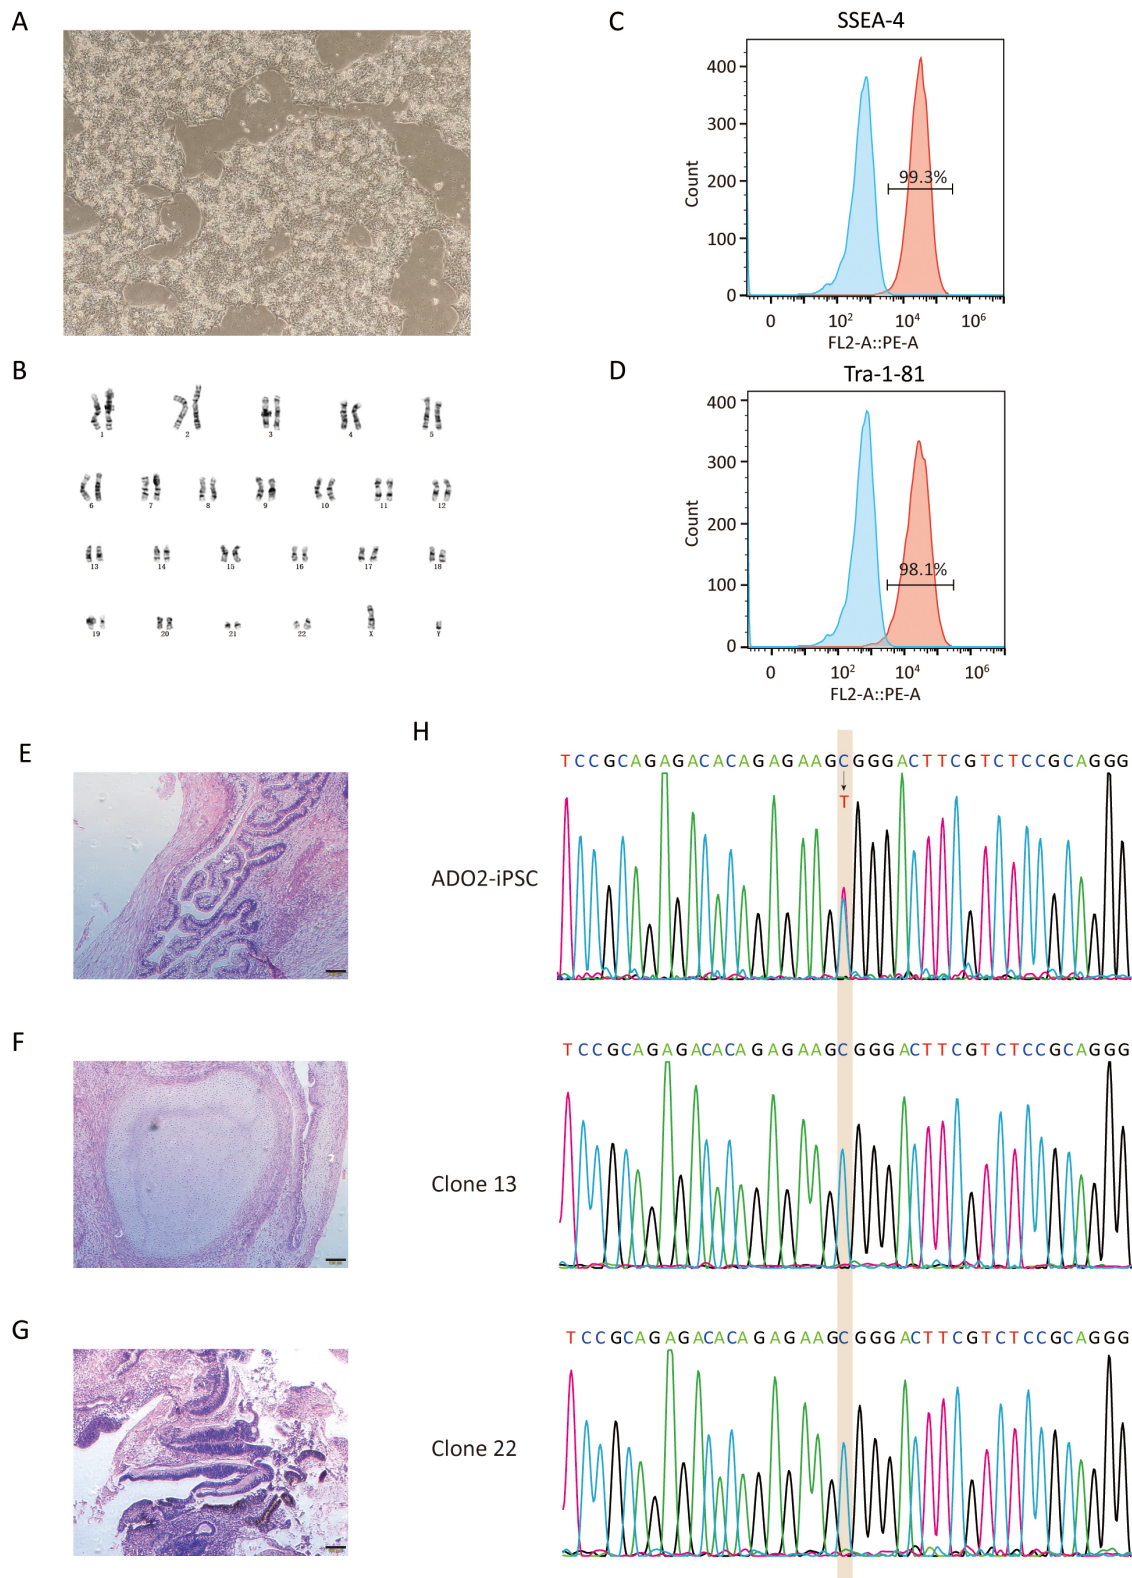 A
B
1 2 3 4 5
6 7 8 9 10 11 12
13 14 15 16 17 18
19 20 21 22 X Y
C
SSEA-4
400
300
200
100
0
Count
99.3%
0 10² 10⁴ 10⁶
FL2-A::PE-A
D
Tra-1-81
400
300
200
100
0
Count
98.1%
0 10² 10⁴ 10⁶
FL2-A::PE-A
E
F
G
H
ADO2-iPSC
TCCGCAGAGACACAGAGAAGCGGGACTTCGTCTCCGCAGGG
T
Clone 13
TCCGCAGAGACACAGAGAAGCGGGACTTCGTCTCCGCAGGG
Clone 22
TCCGCAGAGACACAGAGAAGCGGGACTTCGTCTCCGCAGGG